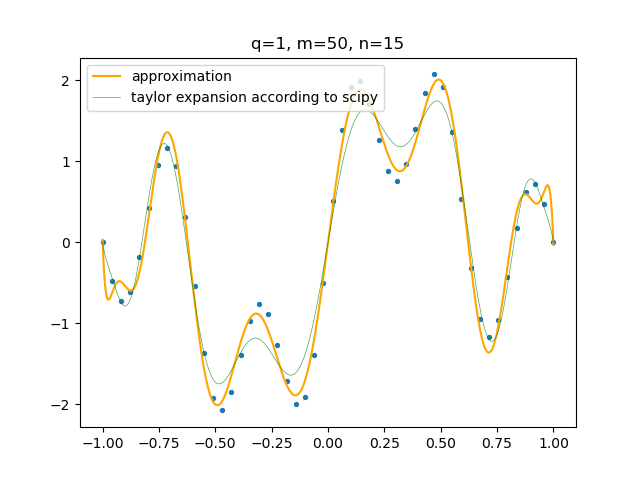 q=1, m=50, n=15
approximation
taylor expansion according to scipy
2
1
0
−1
−2
−1.00 −0.75 −0.50 −0.25 0.00 0.25 0.50 0.75 1.00